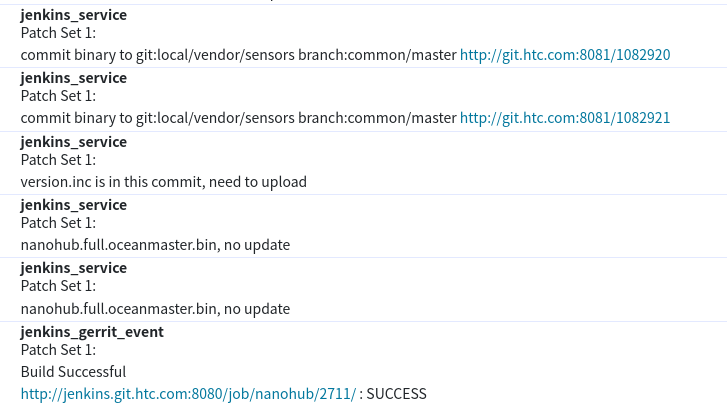 jenkins_service
Patch Set 1:
commit binary to git:local/vendor/sensors branch:common/master http://git.htc.com:8081/1082920
jenkins_service
Patch Set 1:
commit binary to git:local/vendor/sensors branch:common/master http://git.htc.com:8081/1082921
jenkins_service
Patch Set 1:
version.inc is in this commit, need to upload
jenkins_service
Patch Set 1:
nanohub.full.oceanmaster.bin, no update
jenkins_service
Patch Set 1:
nanohub.full.oceanmaster.bin, no update
jenkins_gerrit_event
Patch Set 1:
Build Successful
http://jenkins.git.htc.com:8080/job/nanohub/2711/ : SUCCESS